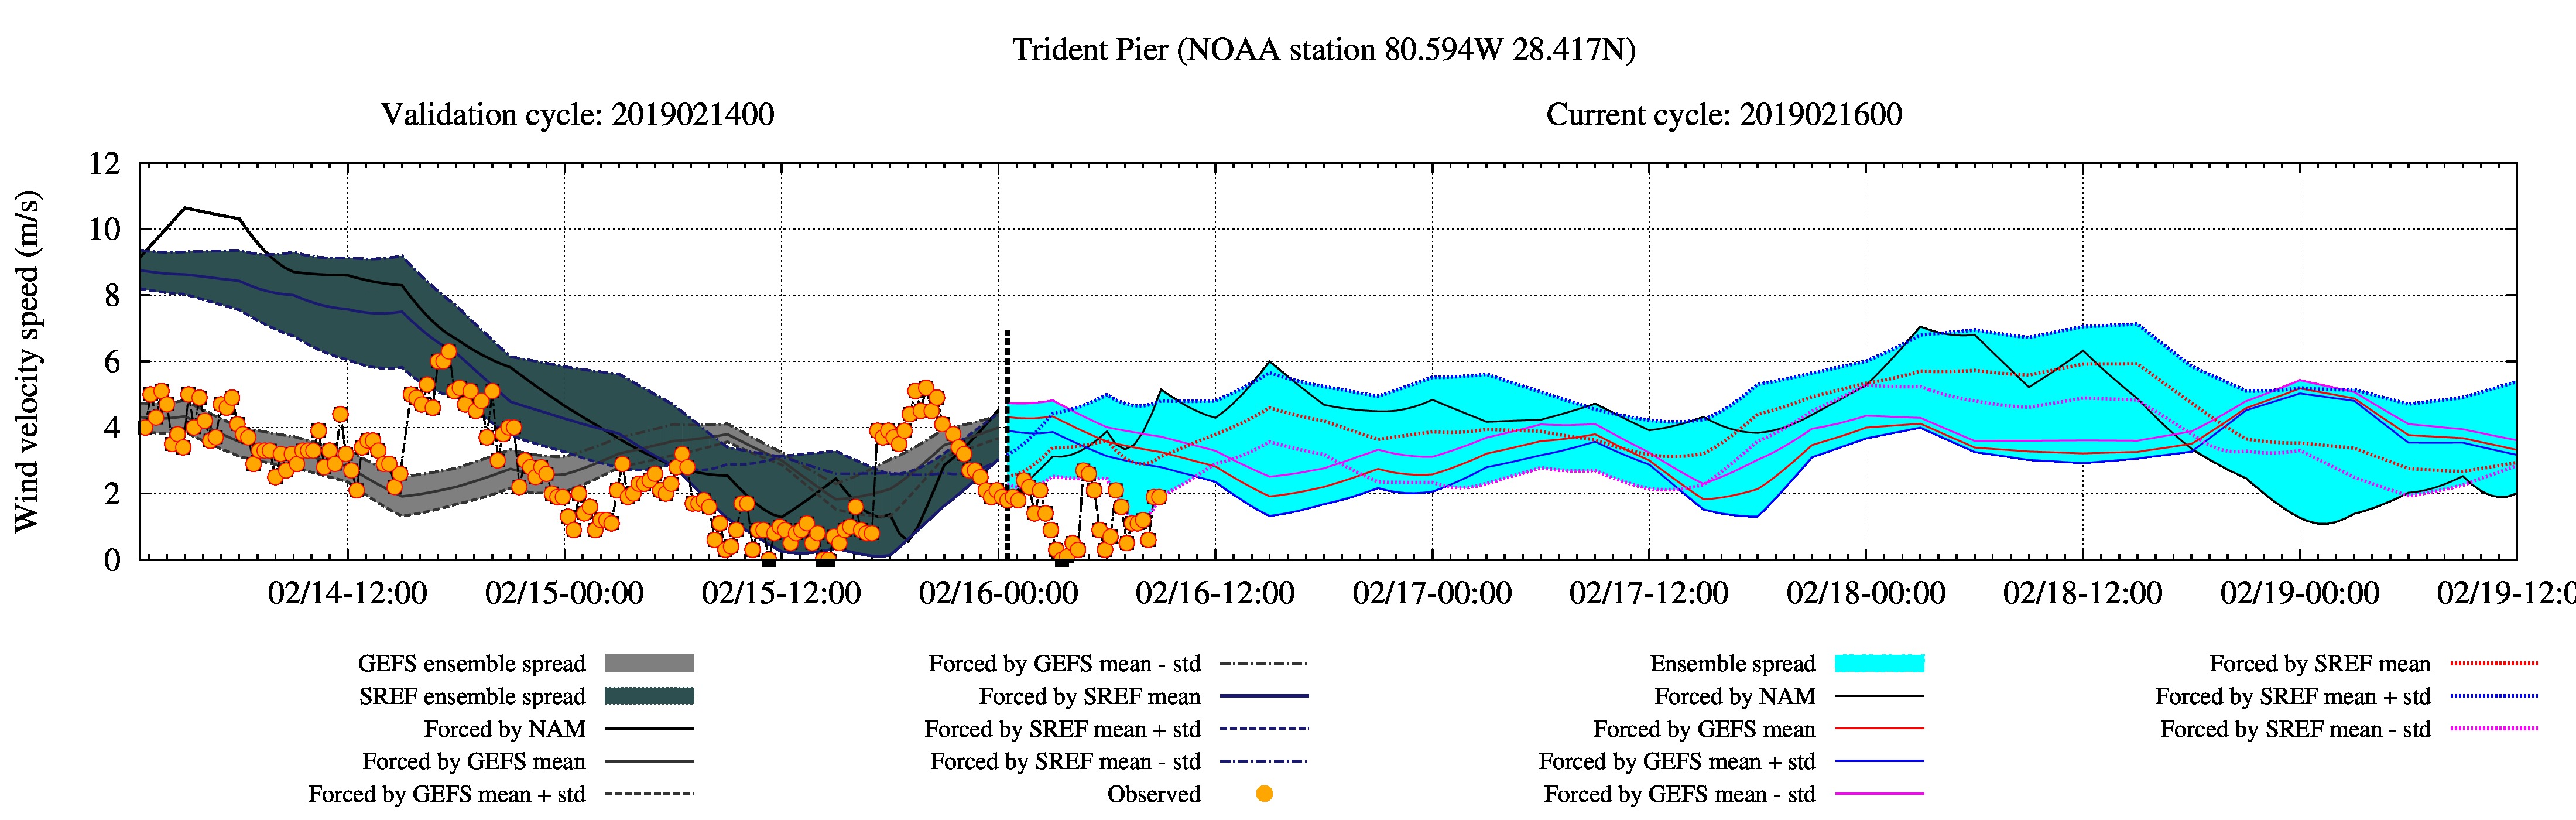 Trident Pier (NOAA station 80.594W 28.417N)
Validation cycle: 2019021400
Current cycle: 2019021600
Wind velocity speed (m/s)
12
10
8
6
4
2
0
02/14-12:00
02/15-00:00
02/15-12:00
02/16-00:00
02/16-12:00
02/17-00:00
02/17-12:00
02/18-00:00
02/18-12:00
02/19-00:00
02/19-12:0
GEFS ensemble spread
SREF ensemble spread
Forced by NAM
Forced by GEFS mean
Forced by GEFS mean + std
Forced by GEFS mean - std
Forced by SREF mean
Forced by SREF mean + std
Forced by SREF mean - std
Observed
Ensemble spread
Forced by NAM
Forced by GEFS mean
Forced by GEFS mean + std
Forced by GEFS mean - std
Forced by SREF mean
Forced by SREF mean + std
Forced by SREF mean - std